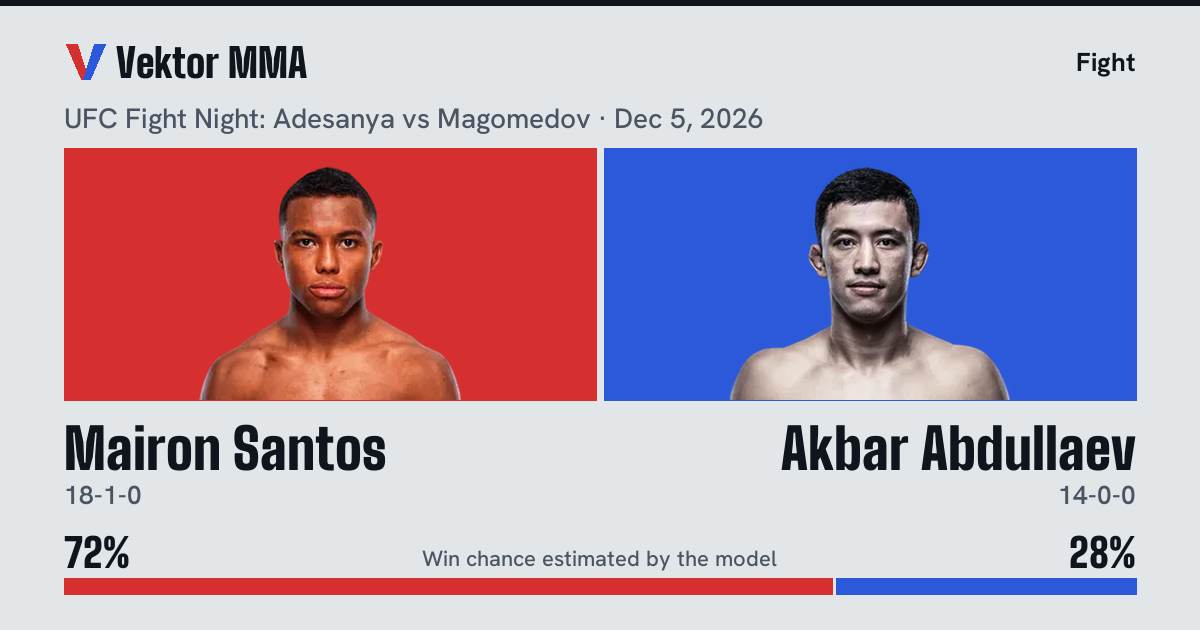 Vektor MMA
Fight
UFC Fight Night: Adesanya vs Magomedov · Dec 5, 2026
Mairon Santos
Akbar Abdullaev
18-1-0
14-0-0
72%
Win chance estimated by the model
28%